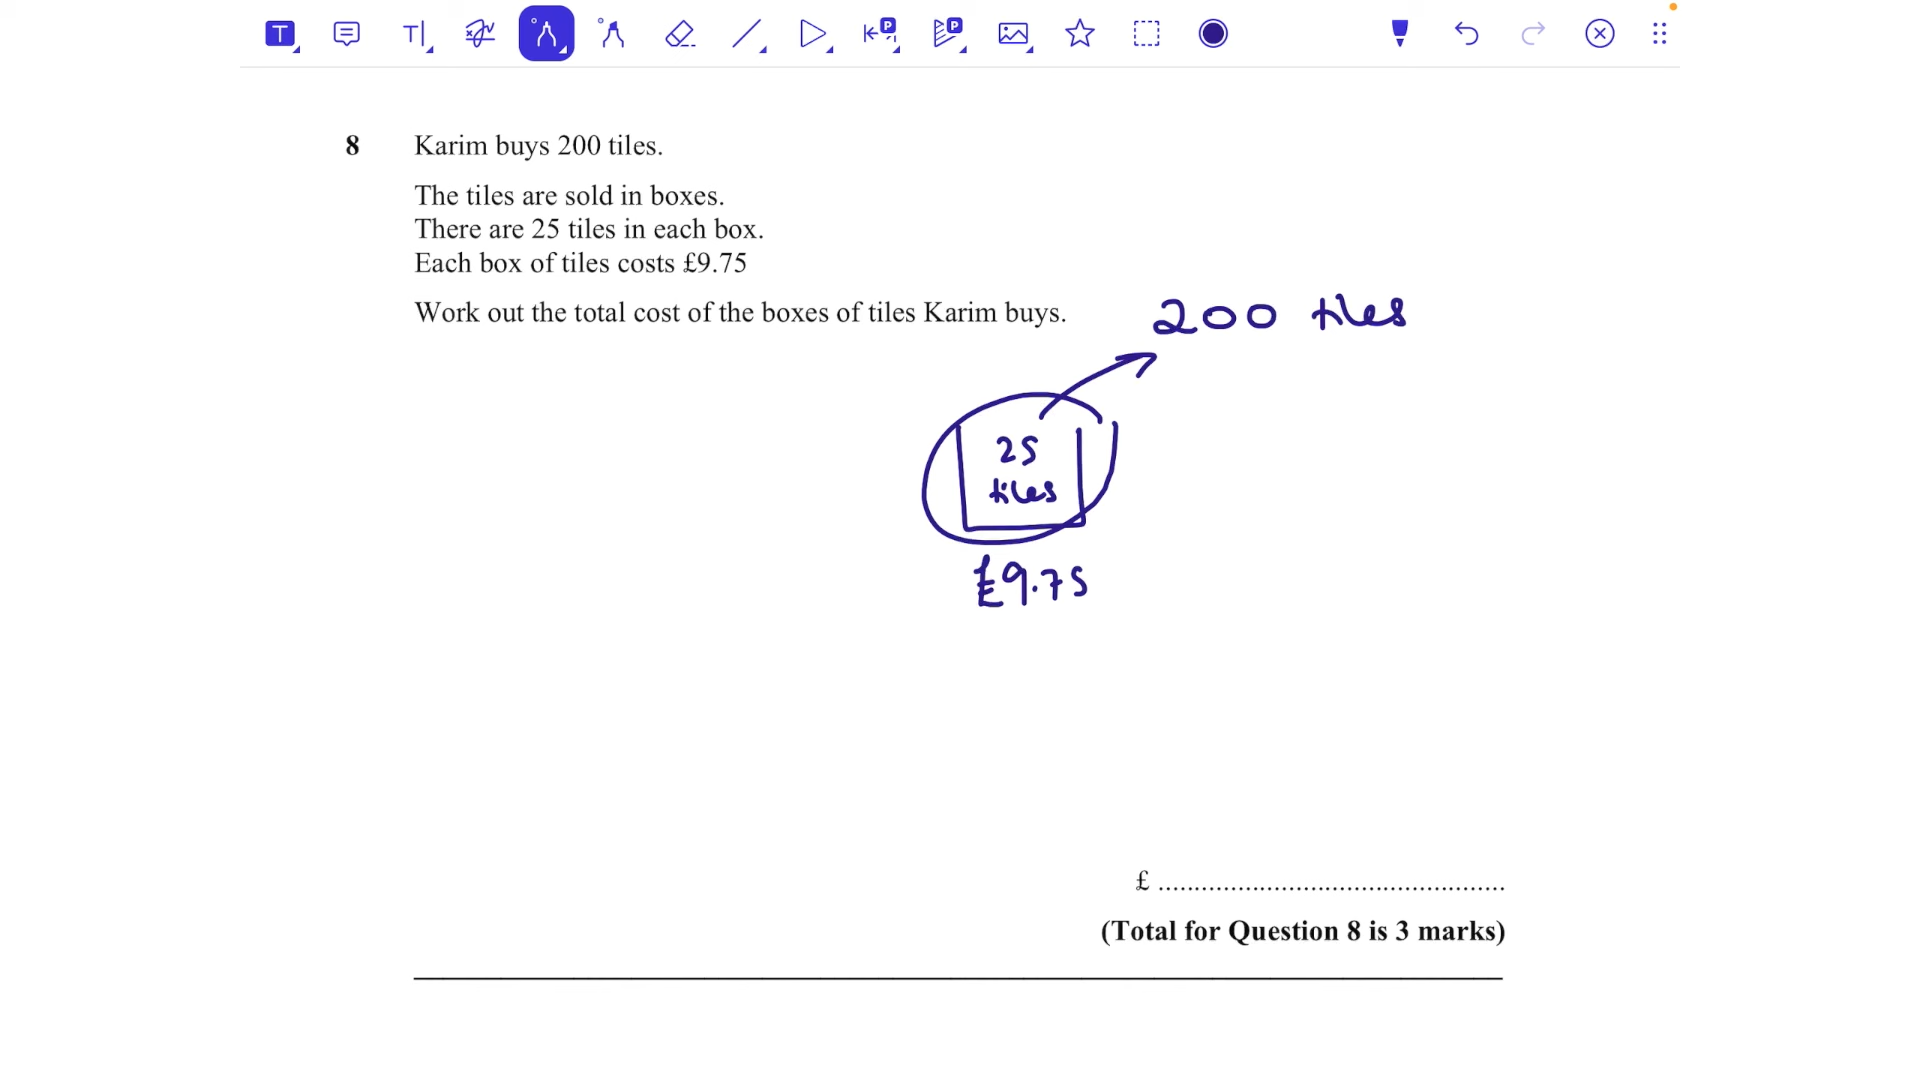 8 Karim buys 200 tiles.
The tiles are sold in boxes.
There are 25 tiles in each box.
Each box of tiles costs £9.75
Work out the total cost of the boxes of tiles Karim buys.
200 tiles
25
tiles
£9.75
£ ................................................
(Total for Question 8 is 3 marks)